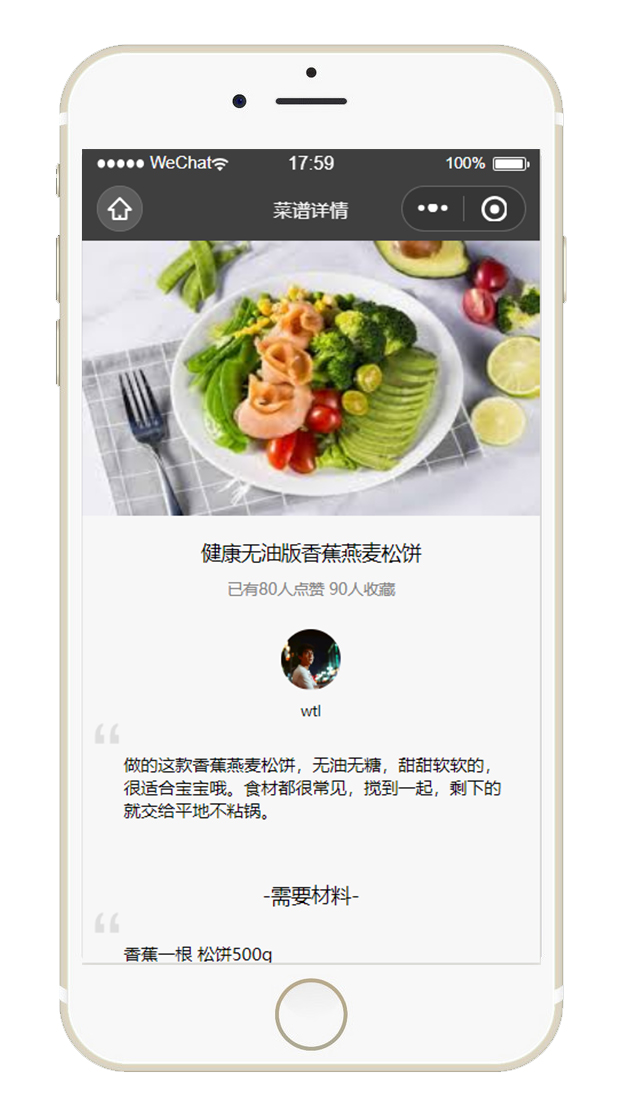 WeChat 17:59 100%
菜谱详情
健康无油版香蕉燕麦松饼
已有80人点赞 90人收藏
wtl
“
做的这款香蕉燕麦松饼，无油无糖，甜甜软软的，
很适合宝宝哦。食材都很常见，搅到一起，剩下的
就交给平地不粘锅。
-需要材料-
“
香蕉一根 松饼500g